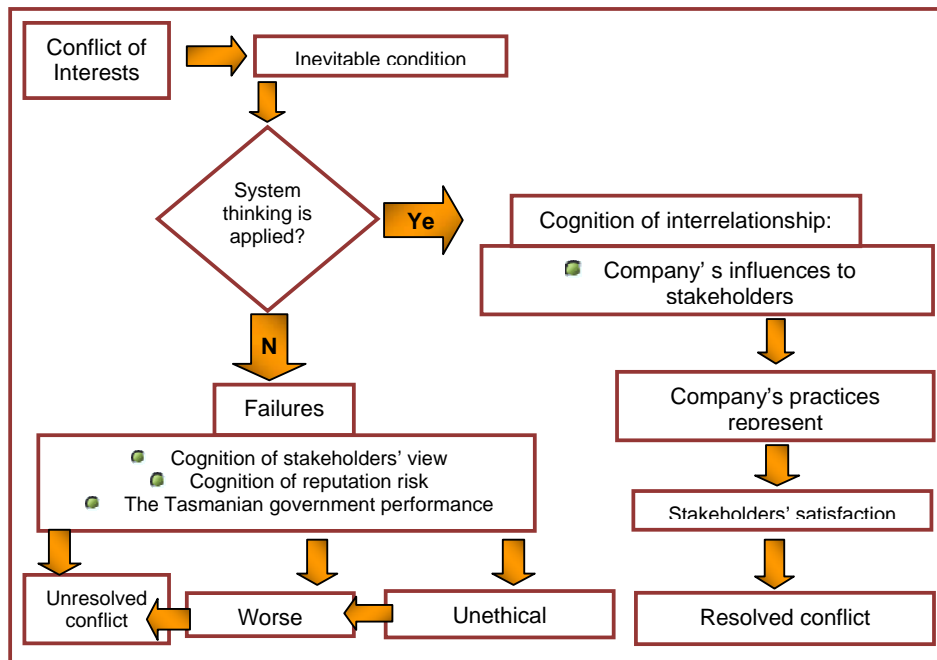 Conflict of
Interests
Inevitable condition
System
thinking is
applied?
Ye
Cognition of interrelationship:
Company' s influences to
stakeholders
N
Company's practices
represent
Failures
Cognition of stakeholders' view
Cognition of reputation risk
The Tasmanian government performance
Stakeholders' satisfaction
Unresolved
conflict
Worse
Unethical
Resolved conflict